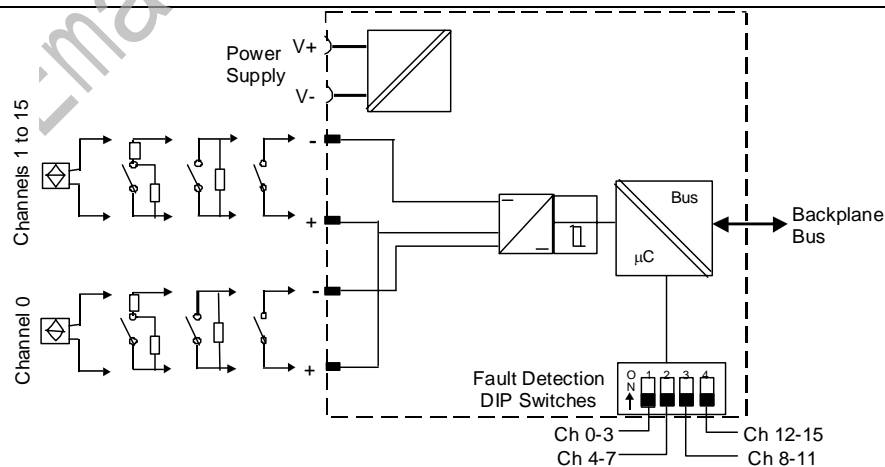 Power
Supply
V+
V-
Channels 1 to 15
-
+
Channel 0
-
+
Bus
µC
Backplane
Bus
Fault Detection
DIP Switches
ON
1 2 3 4
Ch 0-3
Ch 4-7
Ch 12-15
Ch 8-11